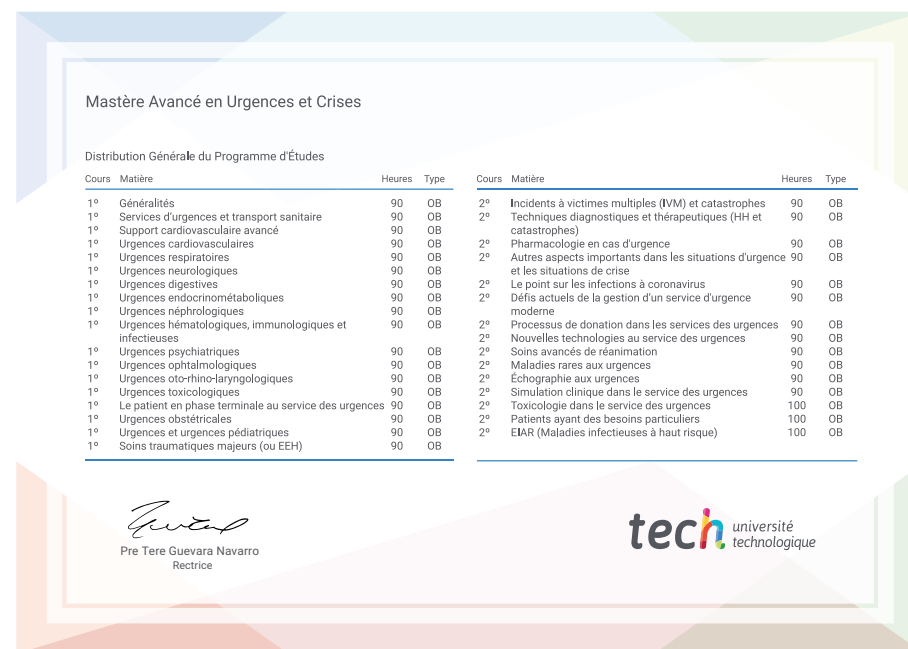 Mastère Avancé en Urgences et Crises
Distribution Générale du Programme d'Études
Cours Matière Heures Type
1º Généralités 90 OB
1º Services d'urgences et transport sanitaire 90 OB
1º Support cardiovasculaire avancé 90 OB
1º Urgences cardiovasculaires 90 OB
1º Urgences respiratoires 90 OB
1º Urgences neurologiques 90 OB
1º Urgences digestives 90 OB
1º Urgences endocrinométaboliques 90 OB
1º Urgences néphrologiques 90 OB
1º Urgences hématologiques, immunologiques et 90 OB
infectieuses
1º Urgences psychiatriques 90 OB
1º Urgences ophtalmologiques 90 OB
1º Urgences oto-rhino-laryngologiques 90 OB
1º Urgences toxicologiques 90 OB
1º Le patient en phase terminale au service des urgences 90 OB
1º Urgences obstétricales 90 OB
1º Urgences et urgences pédiatriques 90 OB
1º Soins traumatiques majeurs (ou EEH) 90 OB
Cours Matière Heures Type
2º Incidents à victimes multiples (IVM) et catastrophes 90 OB
2º Techniques diagnostiques et thérapeutiques (HH et 90 OB
catastrophes)
2º Pharmacologie en cas d'urgence 90 OB
2º Autres aspects importants dans les situations d'urgence 90 OB
et les situations de crise
2º Le point sur les infections à coronavirus 90 OB
2º Défis actuels de la gestion d'un service d'urgence 90 OB
moderne
2º Processus de donation dans les services des urgences 90 OB
2º Nouvelles technologies au service des urgences 90 OB
2º Soins avancés de réanimation 90 OB
2º Maladies rares aux urgences 90 OB
2º Échographie aux urgences 90 OB
2º Simulation clinique dans le service des urgences 90 OB
2º Toxicologie dans le service des urgences 100 OB
2º Patients ayant des besoins particuliers 100 OB
2º EIAR (Maladies infectieuses à haut risque) 100 OB
Pre Tere Guevara Navarro
Rectrice
tech université
technologique